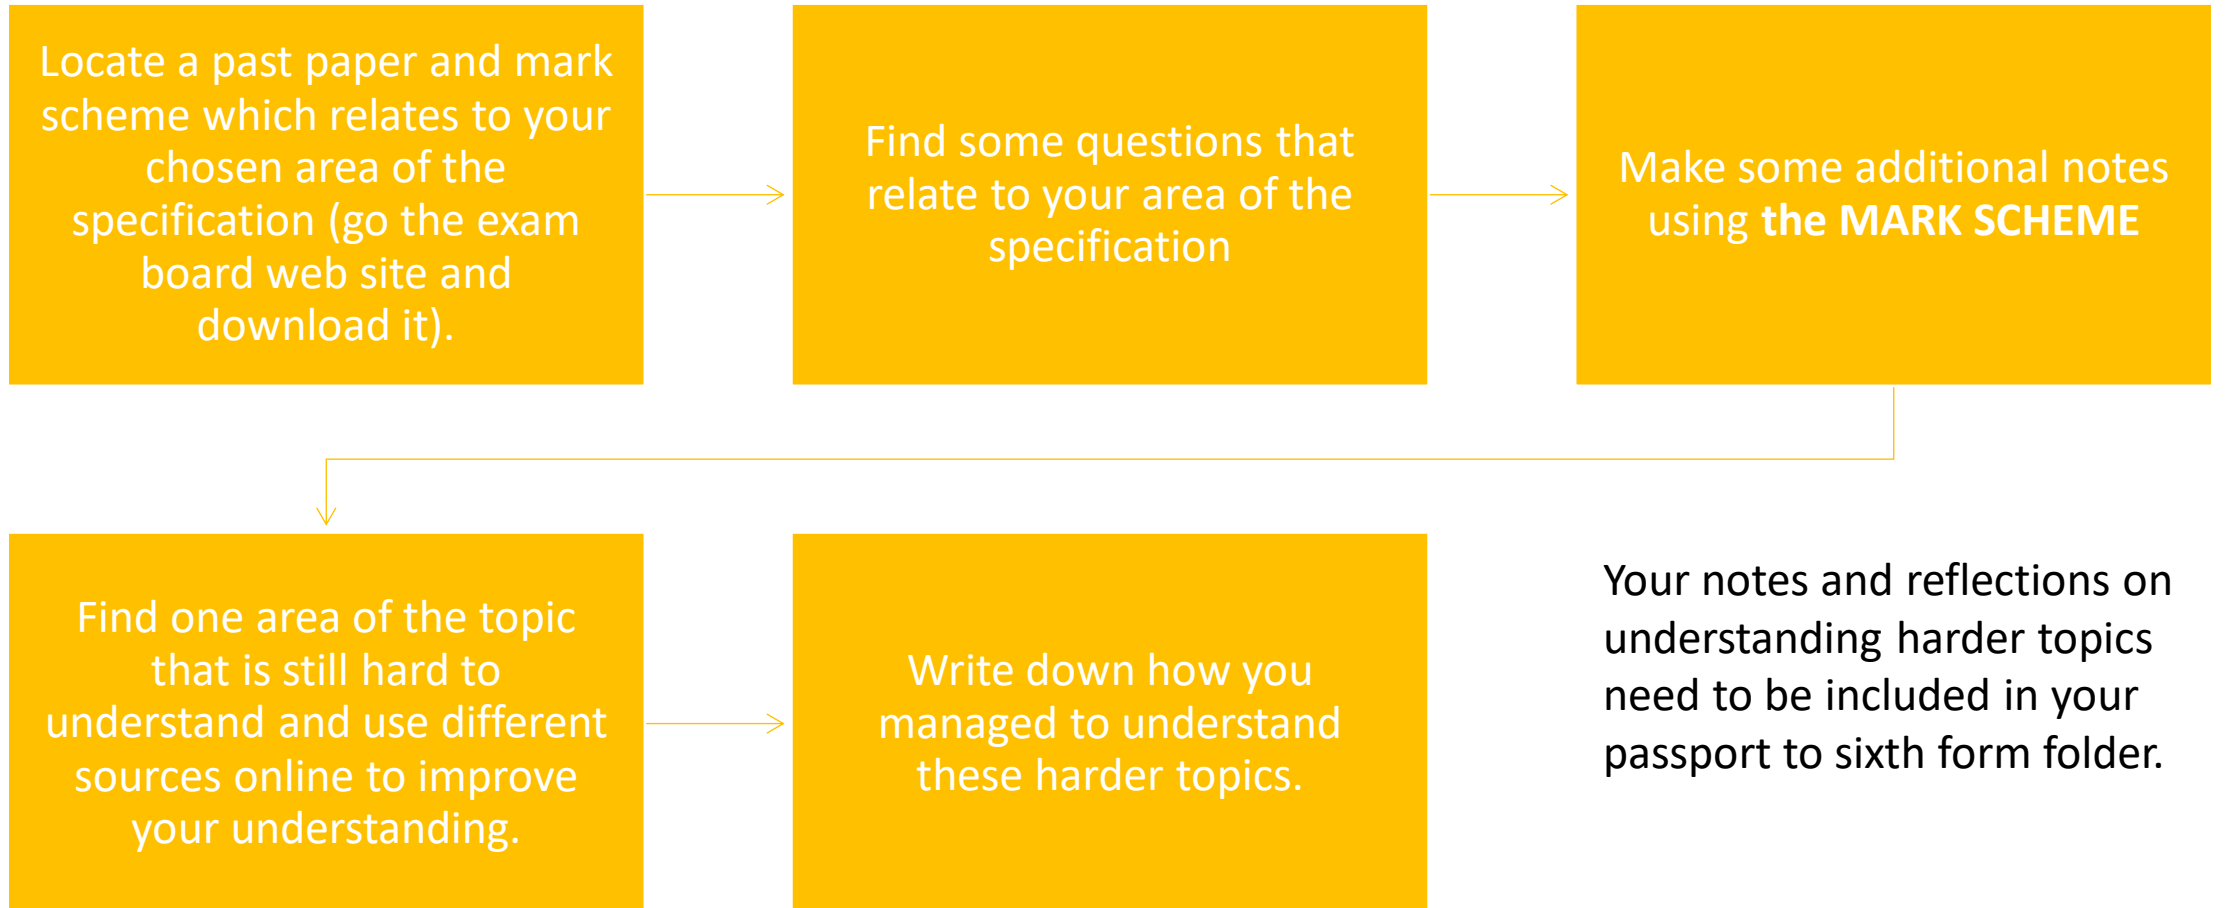 Locate a past paper and mark
scheme which relates to your
chosen area of the
specification (go the exam
board web site and
download it).
Find some questions that
relate to your area of the
specification
Make some additional notes
using the MARK SCHEME
Find one area of the topic
that is still hard to
understand and use different
sources online to improve
your understanding.
Write down how you
managed to understand
these harder topics.
Your notes and reflections on
understanding harder topics
need to be included in your
passport to sixth form folder.